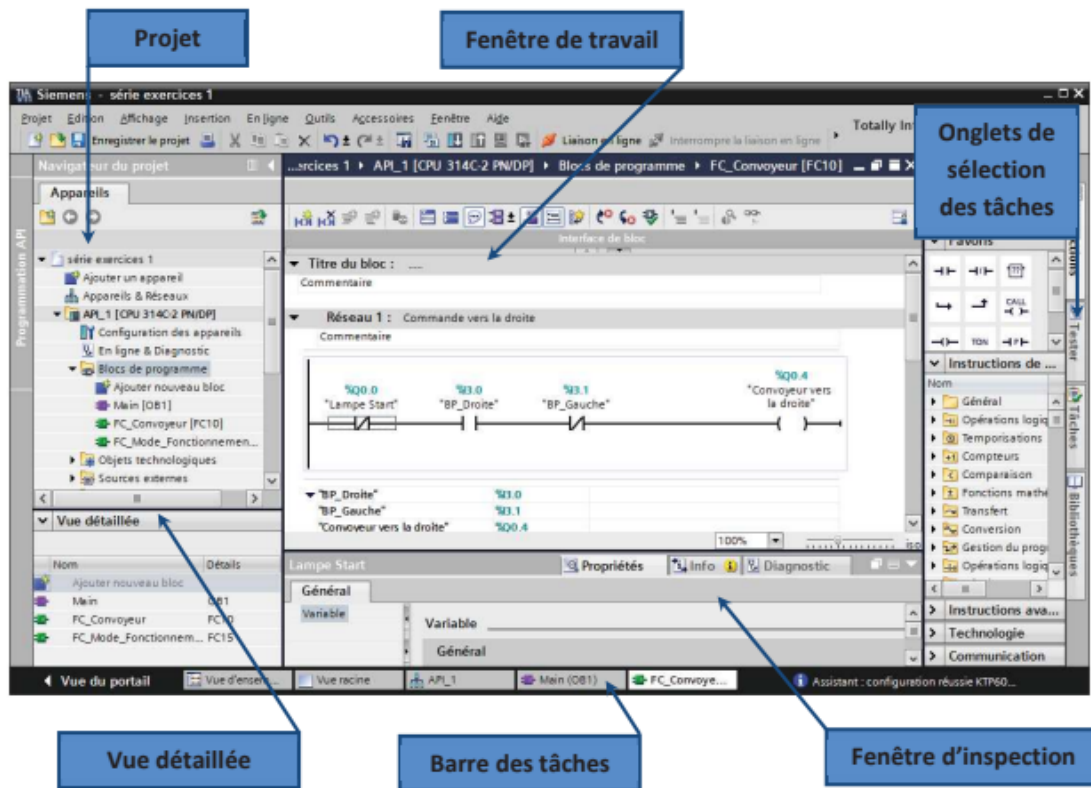 Projet
Fenêtre de travail
Siemens - série exercices 1
Projet Edition Affichage Insertion En ligne Outils Accessoires Fenêtre Aide
Enregistrer le projet
Liaison en ligne
Interrompre la liaison en ligne
Totally Int
Onglets de
sélection
des tâches
Navigateur du projet
...ercices 1 ▸ API_1 [CPU 314C-2 PN/DP] ▸ Blocs de programme ▸ FC_Convoyeur [FC10]
Appareils
Programmation API
série exercices 1
Ajouter un appareil
Appareils & Réseaux
API_1 [CPU 314C-2 PN/DP]
Configuration des appareils
En ligne & Diagnostic
Blocs de programme
Ajouter nouveau bloc
Main [OB1]
FC_Convoyeur [FC10]
FC_Mode_Fonctionnemen...
Objets technologiques
Sources externes
Interface de bloc
Titre du bloc : ....
Commentaire
Réseau 1 : Commande vers la droite
Commentaire
%Q0.0
"Lampe Start"
%I3.0
"BP_Droite"
%I3.1
"BP_Gauche"
%Q0.4
"Convoyeur vers
la droite"
"BP_Droite" %I3.0
"BP_Gauche" %I3.1
"Convoyeur vers la droite" %Q0.4
100%
Favoris
CALL
TON
P
Instructions de ...
Nom
Général
Opérations logiq
Temporisations
Compteurs
Comparaison
Fonctions mathé
Transfert
Conversion
Gestion du progr
Opérations logiq
Instructions ava...
Technologie
Communication
ctions
Tester
Tâches
Bibliothèques
Vue détaillée
Nom Détails
Ajouter nouveau bloc
Main OB1
FC_Convoyeur FC10
FC_Mode_Fonctionnem... FC15
Lampe Start
Propriétés
Info
Diagnostic
Général
Variable
Variable
Général
Vue du portail
Vue d'ensem...
Vue racine
API_1
Main (OB1)
FC_Convoye...
Assistant : configuration réussie KTP60...
Vue détaillée
Barre des tâches
Fenêtre d'inspection